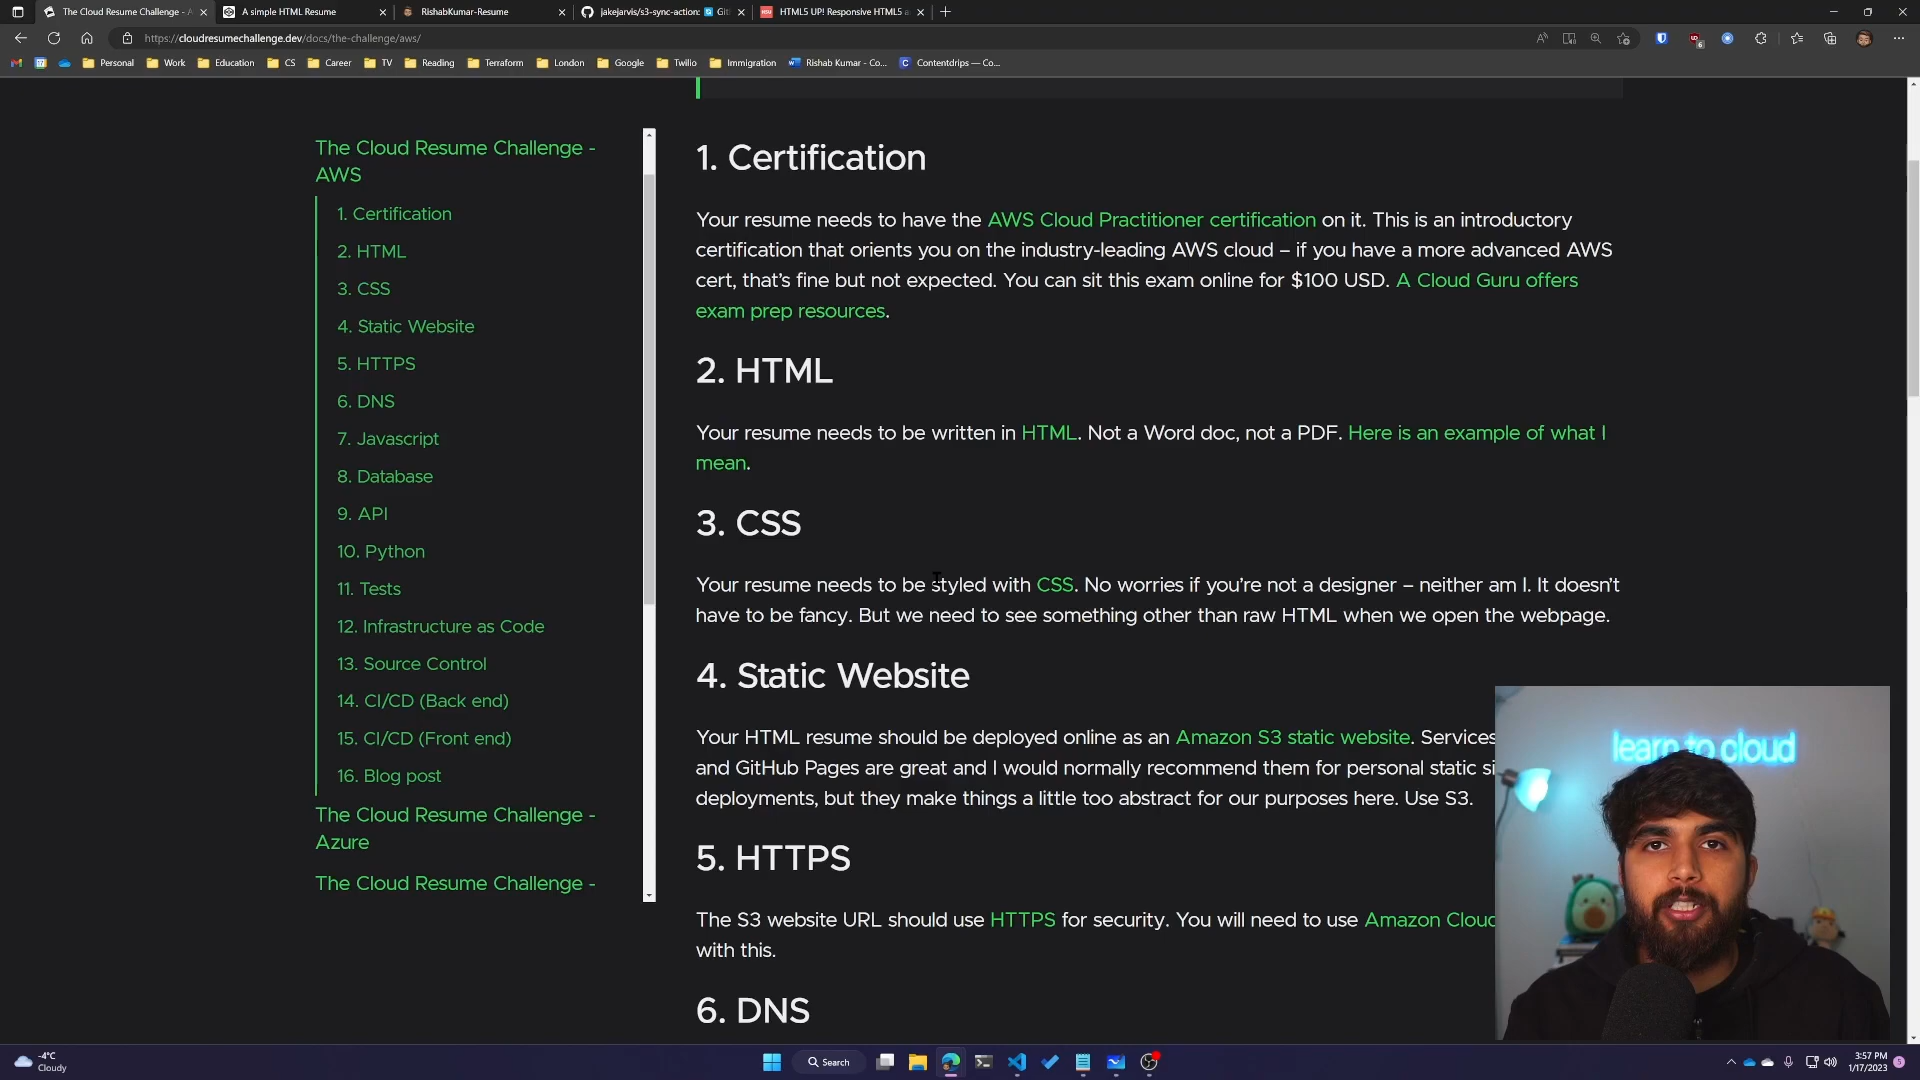 The Cloud Resume Challenge - A
A simple HTML Resume
RishabKumar-Resume
jakejarvis/s3-sync-action: Git
HTML5 UP! Responsive HTML5 a
https://cloudresumechallenge.dev/docs/the-challenge/aws/
Personal
Work
Education
CS
Career
TV
Reading
Terraform
London
Google
Twilio
Immigration
Rishab Kumar - Co...
Contentdrips — Co...
The Cloud Resume Challenge -
AWS
1. Certification
2. HTML
3. CSS
4. Static Website
5. HTTPS
6. DNS
7. Javascript
8. Database
9. API
10. Python
11. Tests
12. Infrastructure as Code
13. Source Control
14. CI/CD (Back end)
15. CI/CD (Front end)
16. Blog post
The Cloud Resume Challenge -
Azure
The Cloud Resume Challenge -
1. Certification
Your resume needs to have the AWS Cloud Practitioner certification on it. This is an introductory
certification that orients you on the industry-leading AWS cloud – if you have a more advanced AWS
cert, that's fine but not expected. You can sit this exam online for $100 USD. A Cloud Guru offers
exam prep resources.
2. HTML
Your resume needs to be written in HTML. Not a Word doc, not a PDF. Here is an example of what I
mean.
3. CSS
Your resume needs to be styled with CSS. No worries if you're not a designer – neither am I. It doesn't
have to be fancy. But we need to see something other than raw HTML when we open the webpage.
4. Static Website
Your HTML resume should be deployed online as an Amazon S3 static website. Services
and GitHub Pages are great and I would normally recommend them for personal static si
deployments, but they make things a little too abstract for our purposes here. Use S3.
5. HTTPS
The S3 website URL should use HTTPS for security. You will need to use Amazon Clou
with this.
6. DNS
learn to cloud
-4°C
Cloudy
Search
3:57 PM
1/17/2023